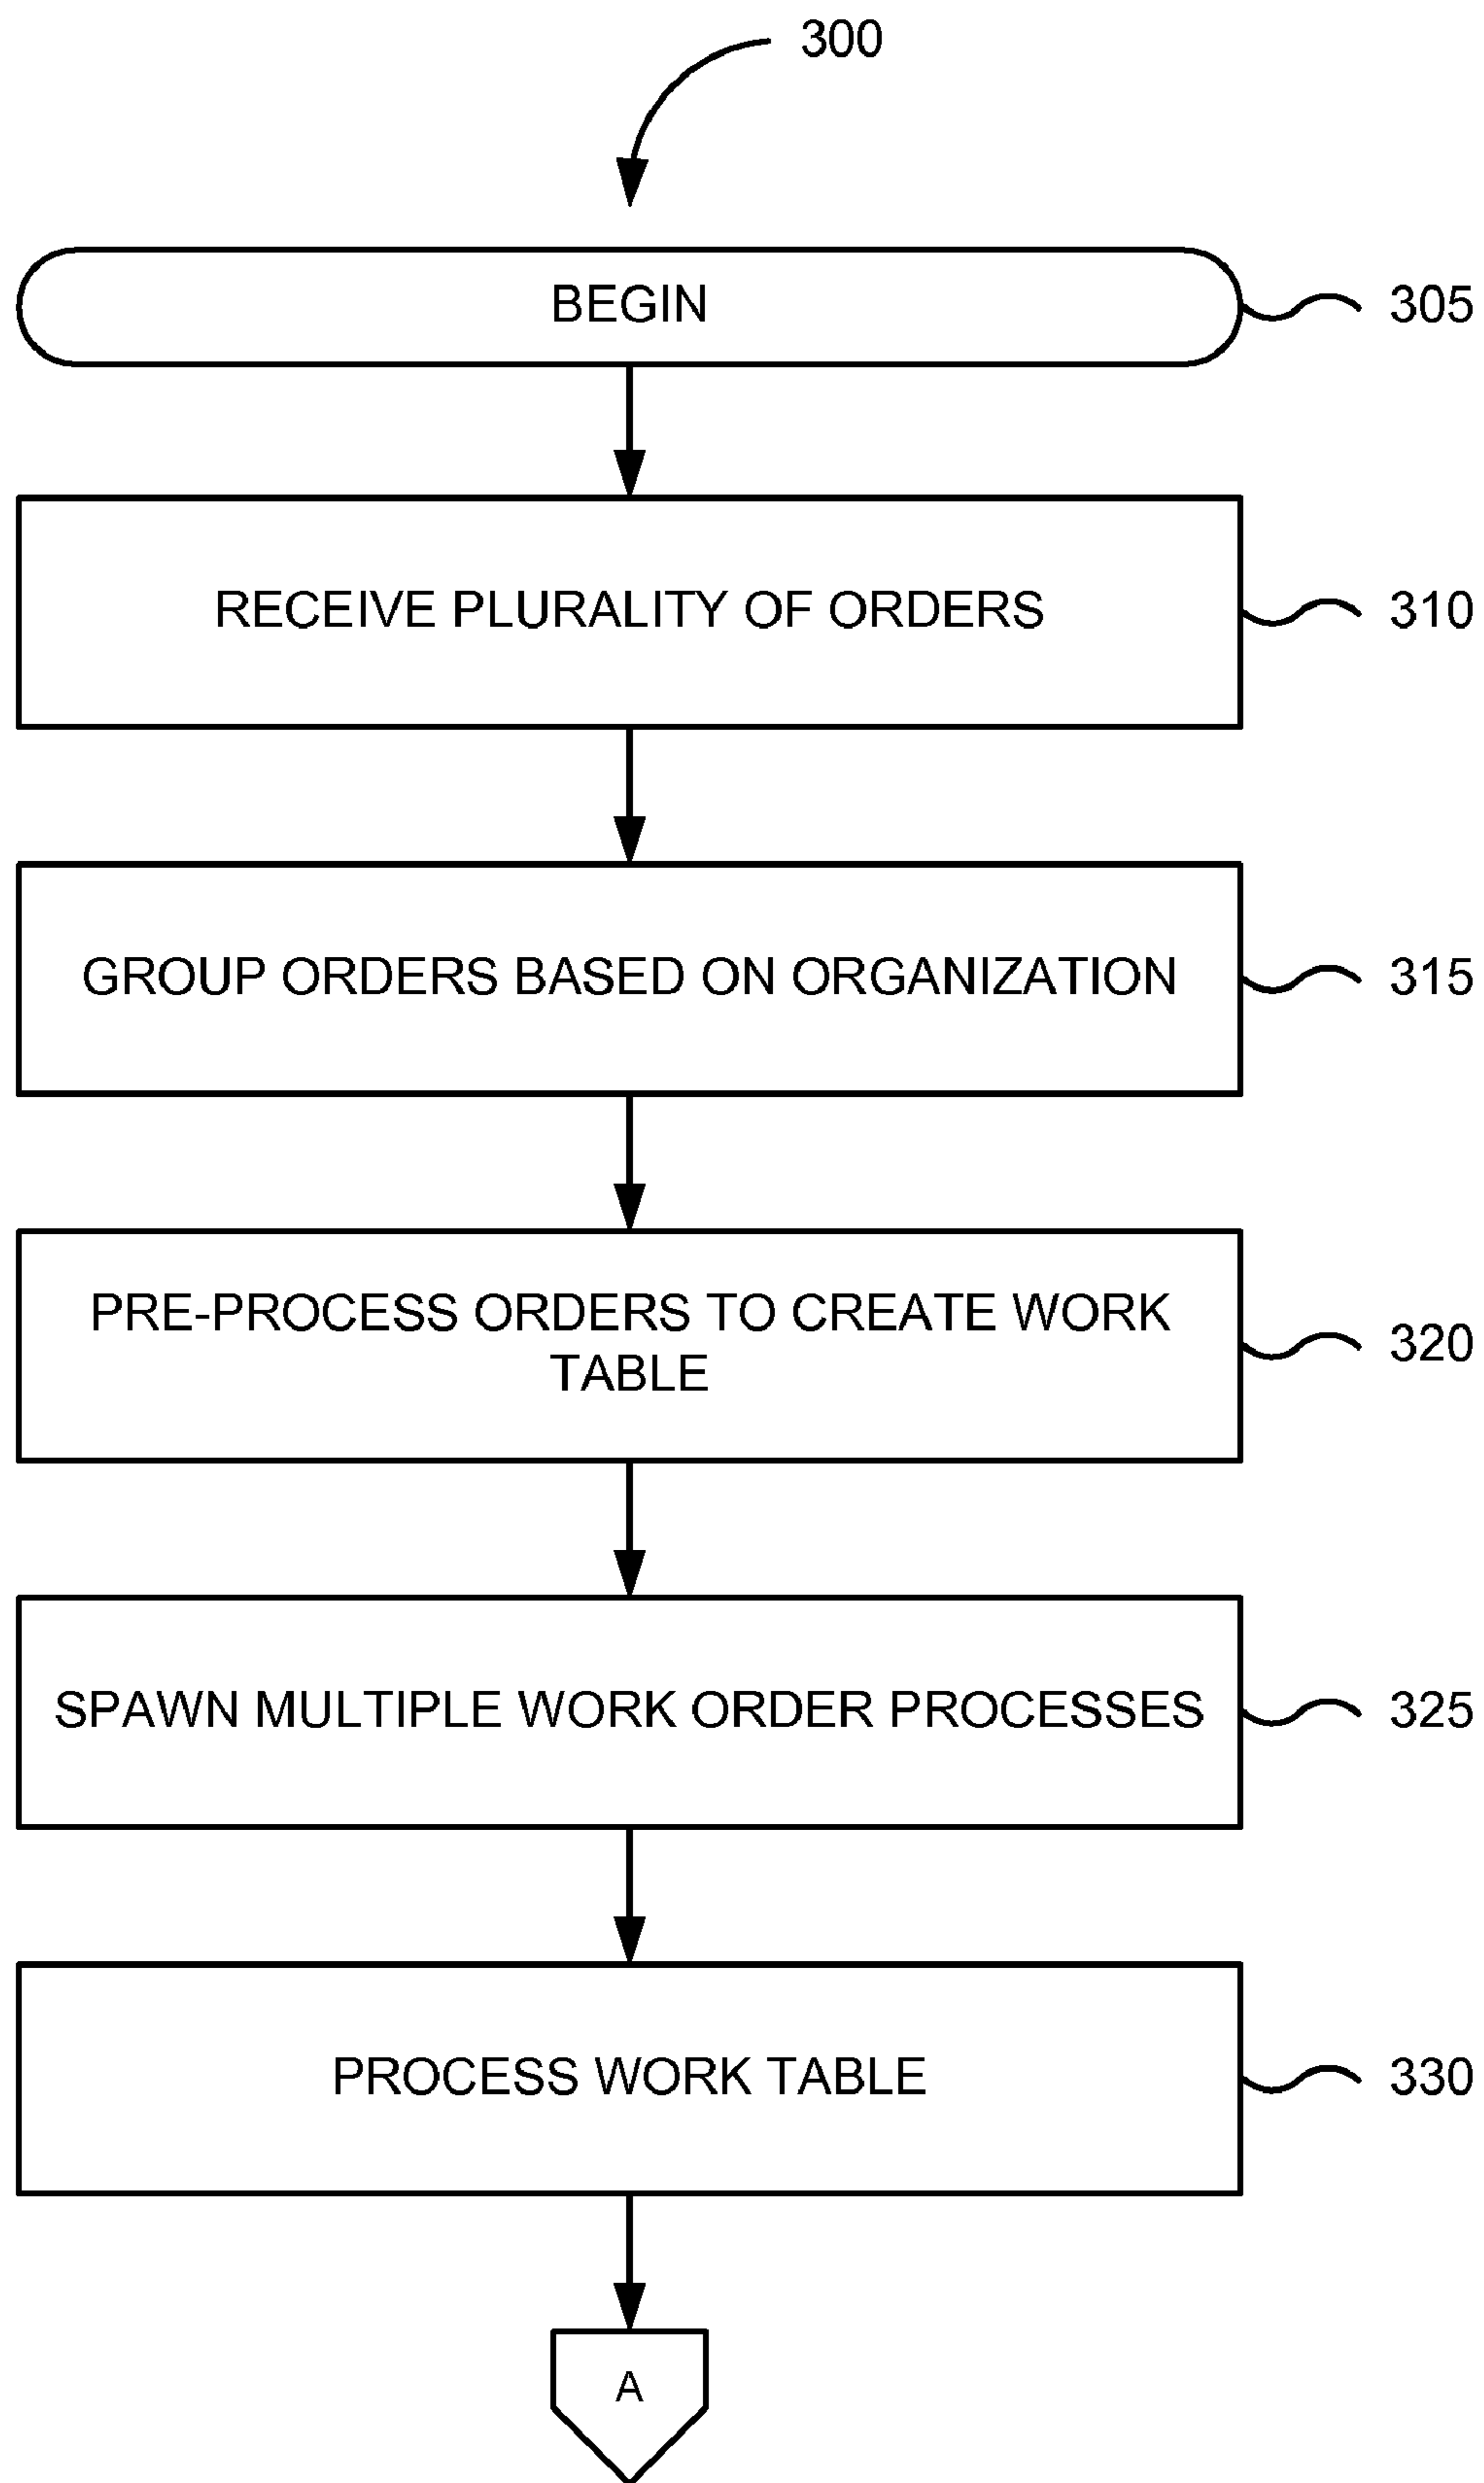 300
BEGIN
305
RECEIVE PLURALITY OF ORDERS
310
GROUP ORDERS BASED ON ORGANIZATION
315
PRE-PROCESS ORDERS TO CREATE WORK
TABLE
320
SPAWN MULTIPLE WORK ORDER PROCESSES
325
PROCESS WORK TABLE
330
A